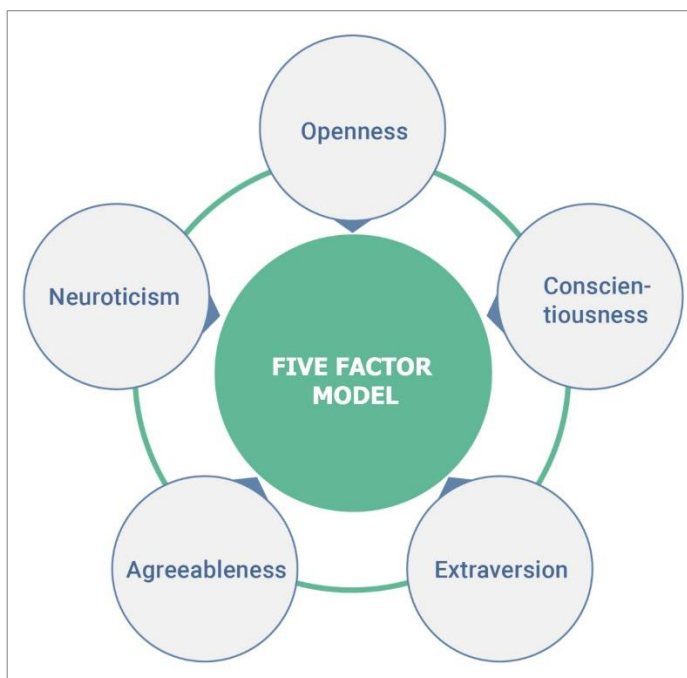 Openness
Neuroticism
Conscien-
tiousness
FIVE FACTOR
MODEL
Agreeableness
Extraversion